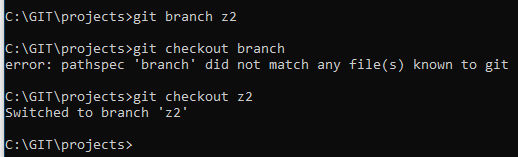 C:\GIT\projects>git branch z2
C:\GIT\projects>git checkout branch
error: pathspec 'branch' did not match any file(s) known to git
C:\GIT\projects>git checkout z2
Switched to branch 'z2'
C:\GIT\projects>